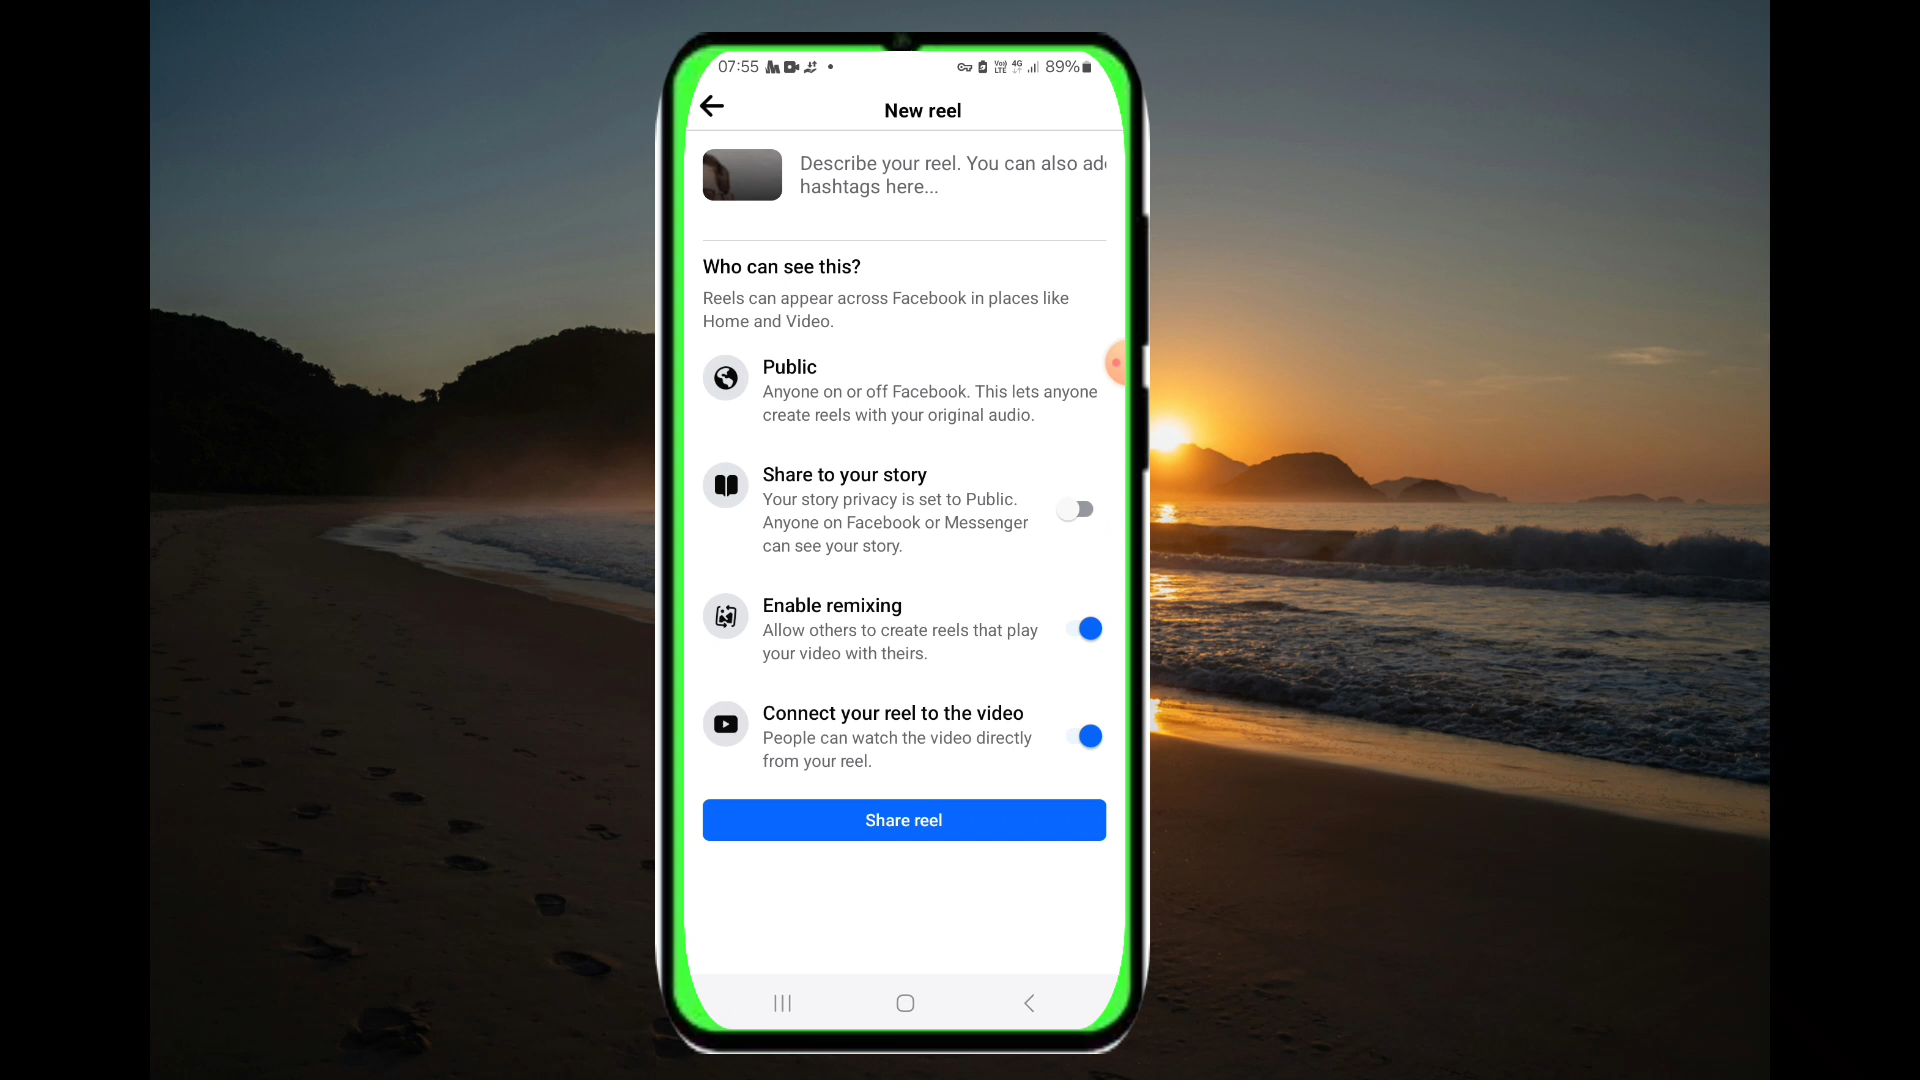 07:55
Vo))
LTE
4G
89%
New reel
Describe your reel. You can also ad
hashtags here...
Who can see this?
Reels can appear across Facebook in places like
Home and Video.
Public
Anyone on or off Facebook. This lets anyone
create reels with your original audio.
Share to your story
Your story privacy is set to Public.
Anyone on Facebook or Messenger
can see your story.
Enable remixing
Allow others to create reels that play
your video with theirs.
Connect your reel to the video
People can watch the video directly
from your reel.
Share reel